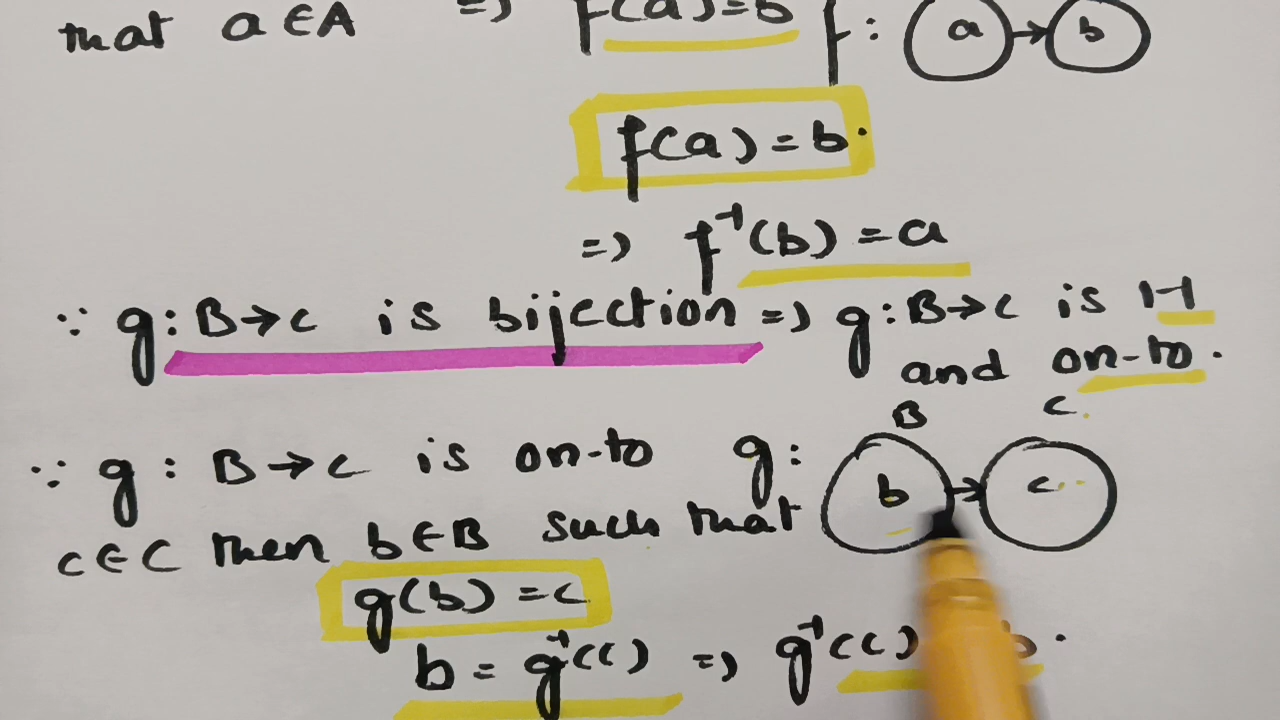 that a∈A => f(a)=b f: a → b
f(a)=b.
=> f⁻¹(b)=a
∵ g:B→c is bijection => g:B→c is 1-1
and on-to.
B c
∵ g: B→c is on-to g: b → c
c∈C then b∈B such that
g(b)=c
b = g⁻¹(c) => g⁻¹(c) b.